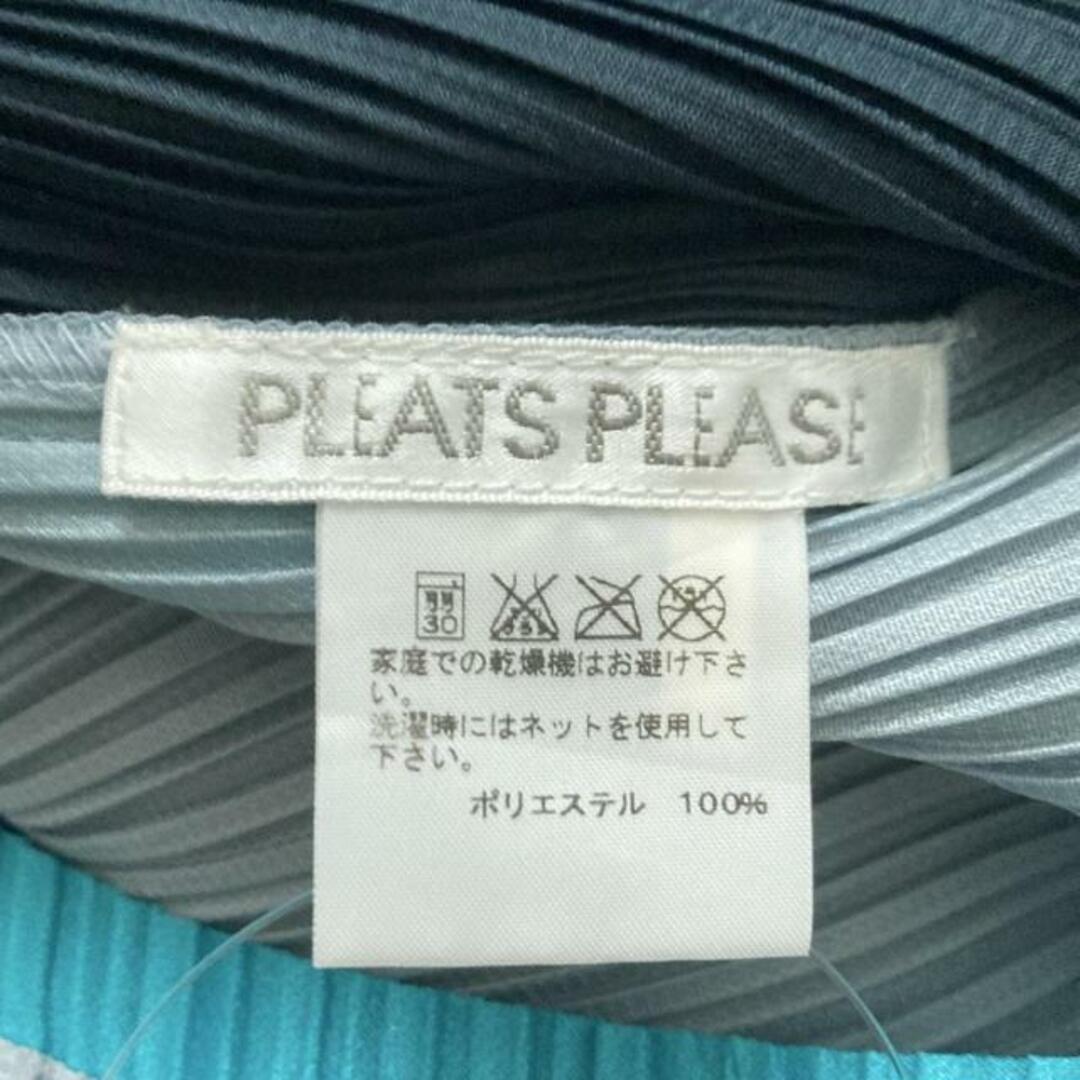 PLEATS PLEASE
弱
30
家庭での乾燥機はお避け下さ
い。
洗濯時にはネットを使用して
下さい。
ポリエステル 100%